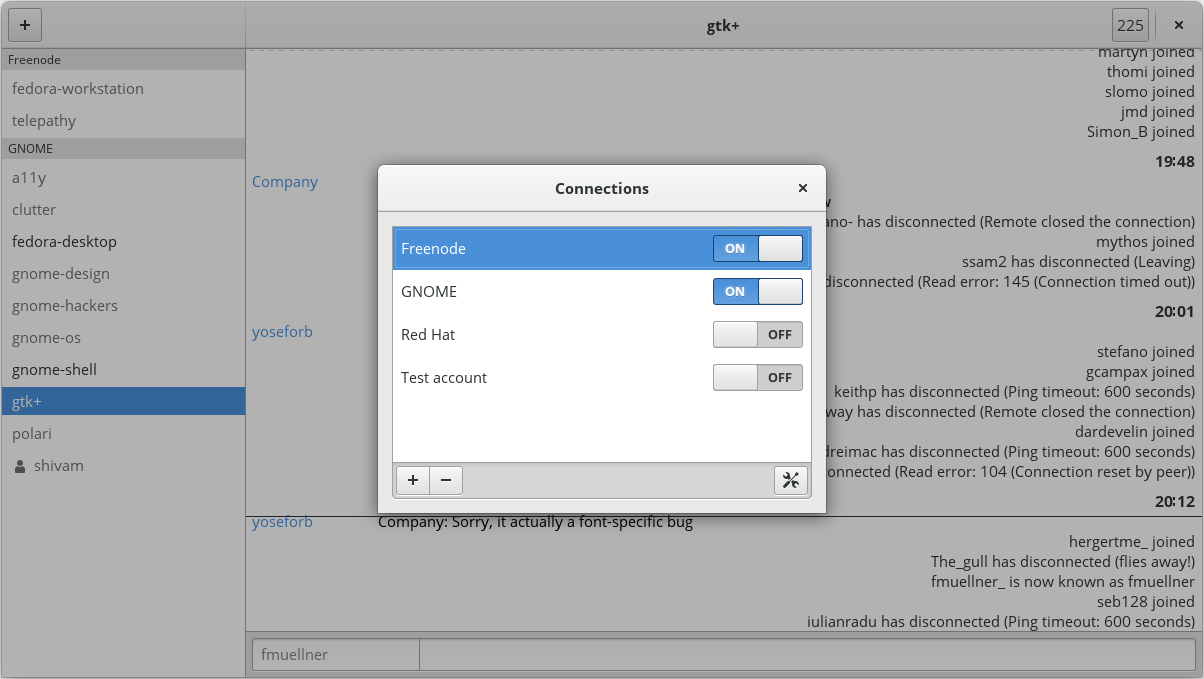 +
gtk+
225
×
Freenode
fedora-workstation
telepathy
GNOME
a11y
clutter
fedora-desktop
gnome-design
gnome-hackers
gnome-os
gnome-shell
gtk+
polari
shivam
martyn joined
thomi joined
slomo joined
jmd joined
Simon_B joined
19:48
Company
has disconnected (Remote closed the connection)
mythos joined
ssam2 has disconnected (Leaving)
disconnected (Read error: 145 (Connection timed out))
20:01
yoseforb
stefano joined
gcampax joined
keithp has disconnected (Ping timeout: 600 seconds)
has disconnected (Remote closed the connection)
dardevelin joined
dreimac has disconnected (Ping timeout: 600 seconds)
(Read error: 104 (Connection reset by peer))
20:12
yoseforb Company: Sorry, it actually a font-specific bug
hergertme_ joined
The_gull has disconnected (flies away!)
fmuellner_ is now known as fmuellner
seb128 joined
iulianradu has disconnected (Ping timeout: 600 seconds)
fmuellner
Connections
×
Freenode ON
GNOME ON
Red Hat OFF
Test account OFF
+ −